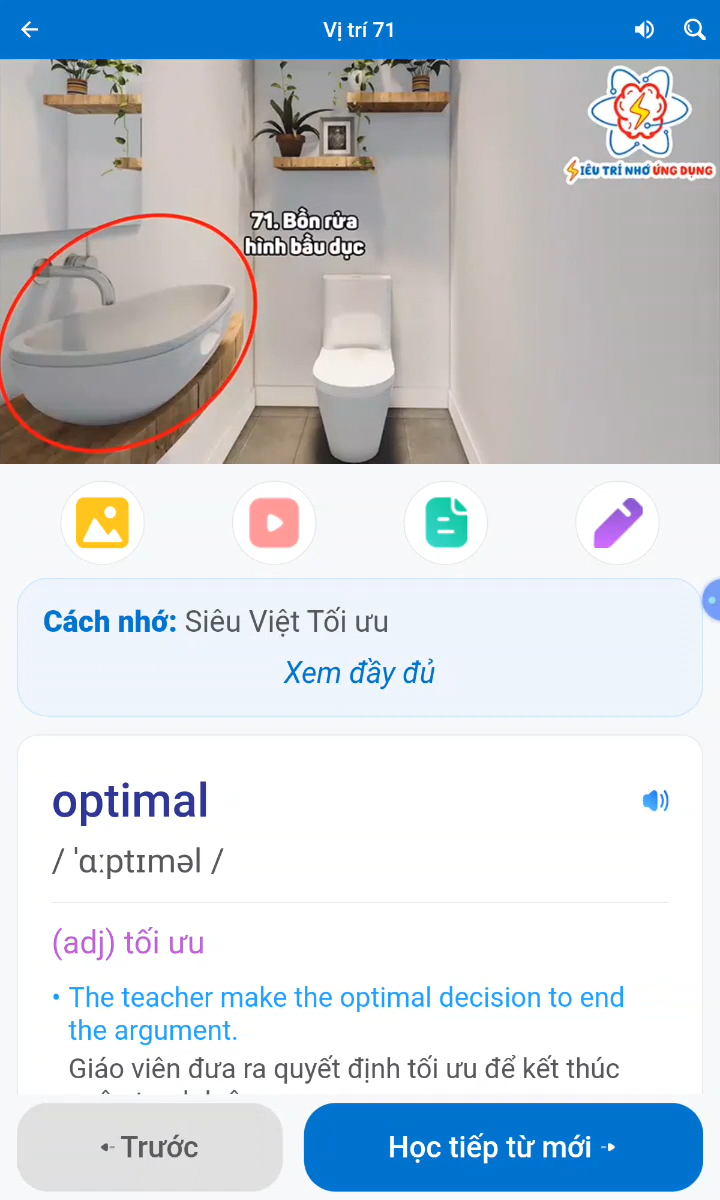 Vị trí 71
SIÊU TRÍ NHỚ ỨNG DỤNG
71. Bồn rửa
hình bầu dục
Cách nhớ: Siêu Việt Tối ưu
Xem đầy đủ
optimal
/ ˈɑːptɪməl /
(adj) tối ưu
• The teacher make the optimal decision to end
the argument.
Giáo viên đưa ra quyết định tối ưu để kết thúc
Trước
Học tiếp từ mới